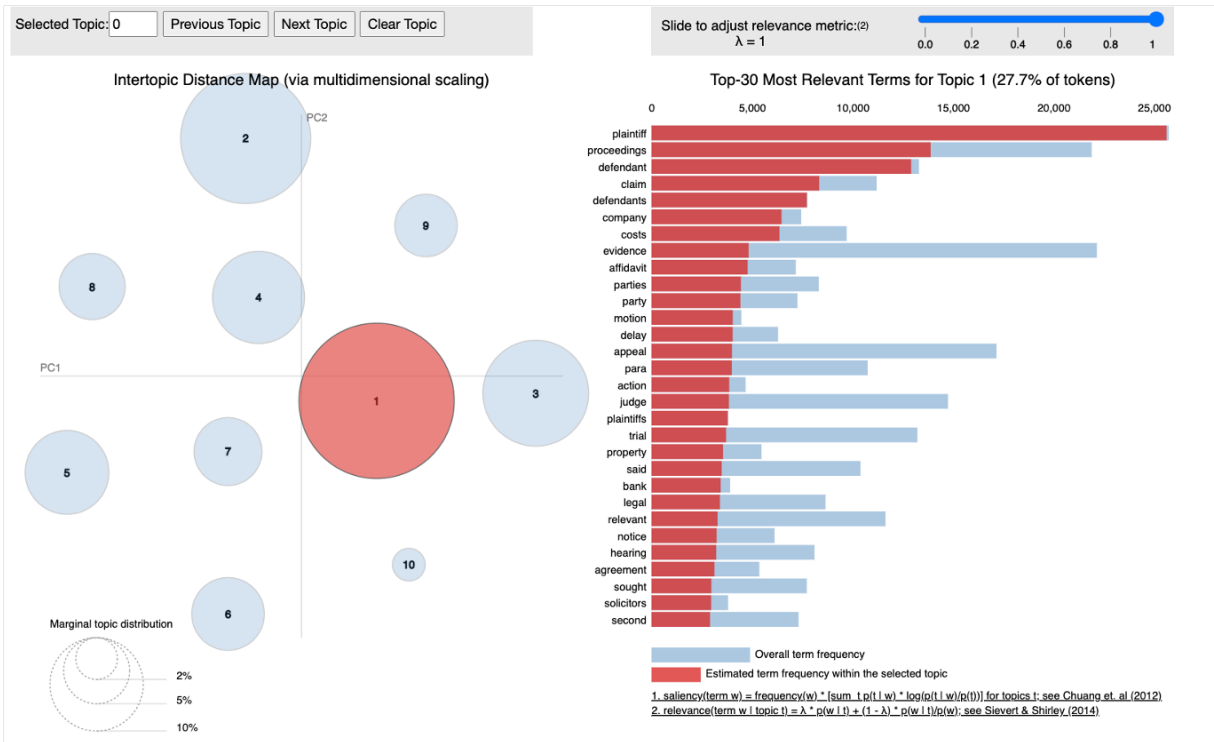 Selected Topic: 0 Previous Topic Next Topic Clear Topic
Slide to adjust relevance metric:(2)
λ = 1
0.0 0.2 0.4 0.6 0.8 1
Intertopic Distance Map (via multidimensional scaling)
PC2
PC1
2
9
8
4
1
3
7
5
10
6
Marginal topic distribution
2%
5%
10%
Top-30 Most Relevant Terms for Topic 1 (27.7% of tokens)
0 5,000 10,000 15,000 20,000 25,000
plaintiff
proceedings
defendant
claim
defendants
company
costs
evidence
affidavit
parties
party
motion
delay
appeal
para
action
judge
plaintiffs
trial
property
said
bank
legal
relevant
notice
hearing
agreement
sought
solicitors
second
Overall term frequency
Estimated term frequency within the selected topic
1. saliency(term w) = frequency(w) * [sum_t p(t | w) * log(p(t | w)/p(t))] for topics t; see Chuang et. al (2012)
2. relevance(term w | topic t) = λ * p(w | t) + (1 - λ) * p(w | t)/p(w); see Sievert & Shirley (2014)